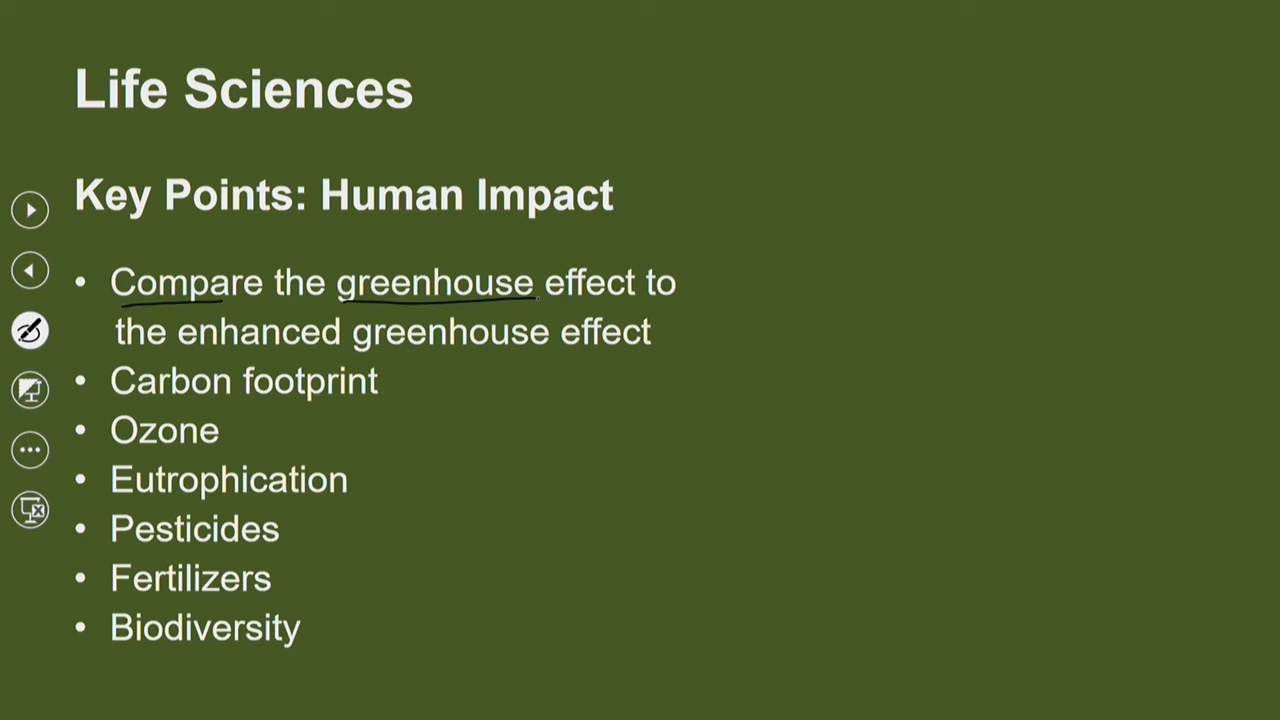 Life Sciences
Key Points: Human Impact
• Compare the greenhouse effect to
the enhanced greenhouse effect
• Carbon footprint
• Ozone
• Eutrophication
• Pesticides
• Fertilizers
• Biodiversity